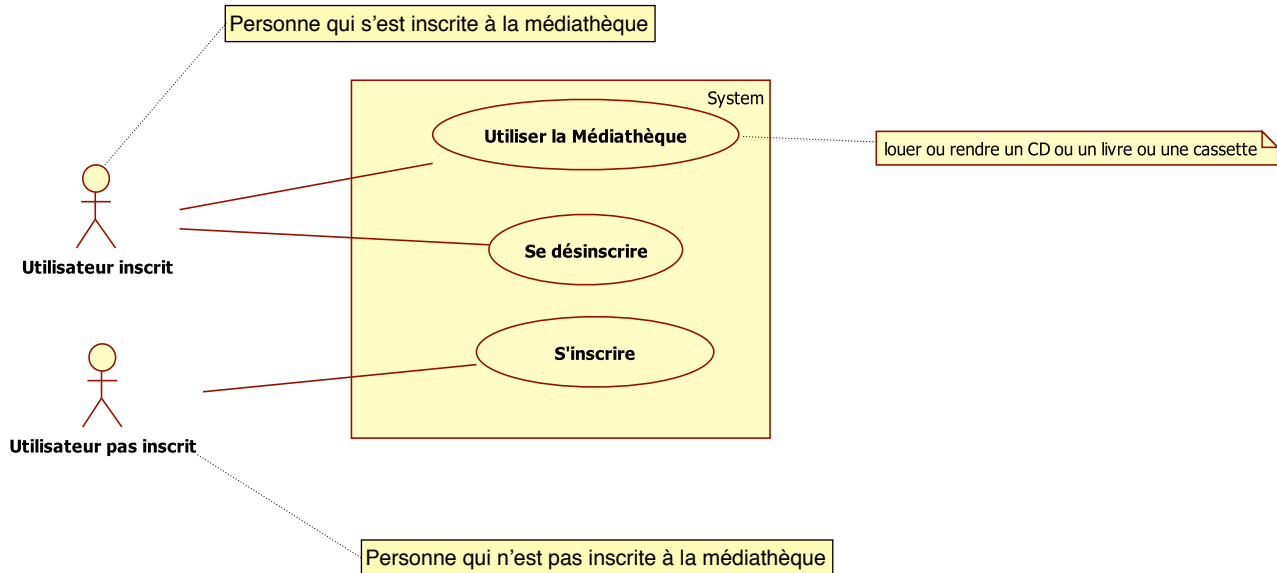 Personne qui s’est inscrite à la médiathèque
System
Utiliser la Médiathèque
louer ou rendre un CD ou un livre ou une cassette
Se désinscrire
Utilisateur inscrit
S'inscrire
Utilisateur pas inscrit
Personne qui n’est pas inscrite à la médiathèque